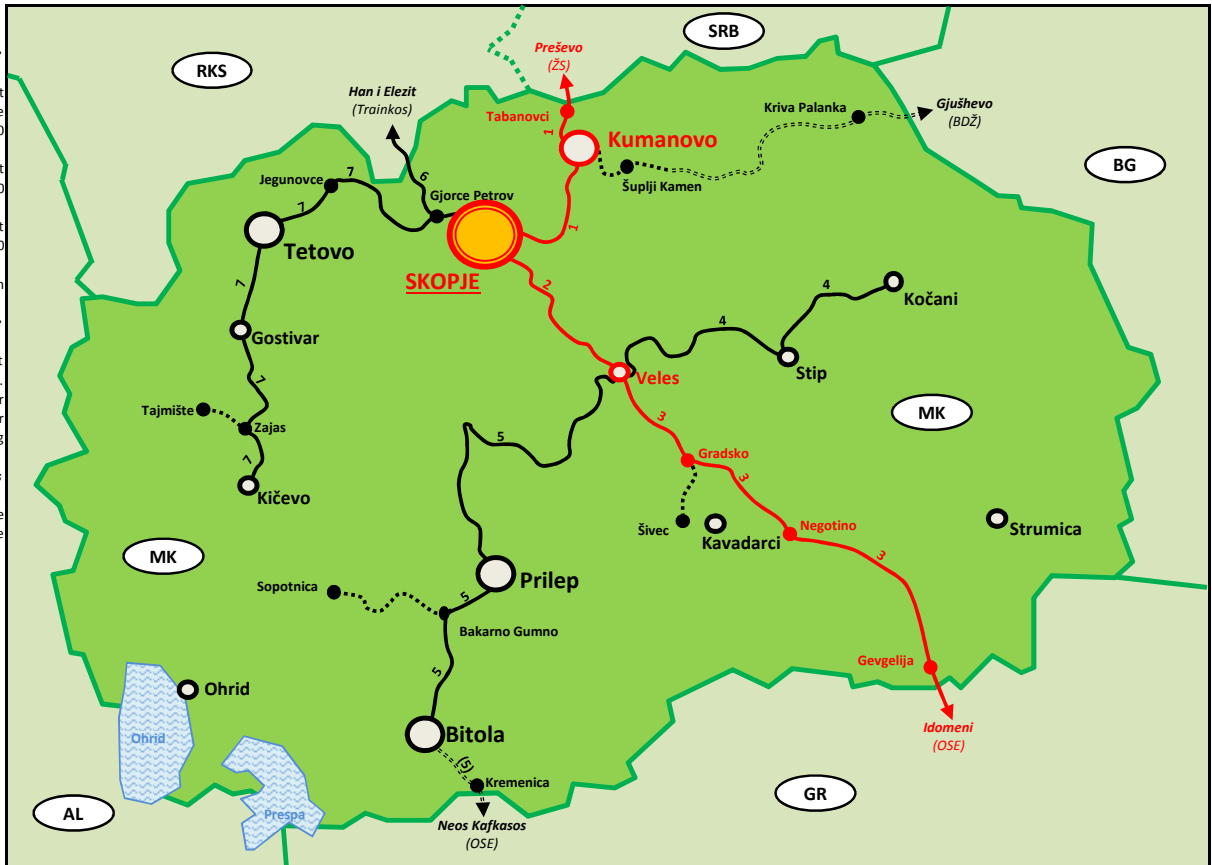 SRB
Preševo
(ŽS)
RKS
Han i Elezit
(Trainkos)
Tabanovci
1
Kumanovo
Kriva Palanka
Gjuševo
(BDŽ)
BG
Šuplji Kamen
Jegunovce
7
6
Gjorce Petrov
7
1
Tetovo
SKOPJE
2
7
4
Kočani
4
Gostivar
Stip
Veles
7
Tajmište
Zajas
MK
3
5
7
Gradsko
3
Kičevo
Šivec
Kavadarci
Negotino
Strumica
MK
3
Prilep
Sopotnica
5
Bakarno Gumno
5
Gevgelija
Ohrid
Ohrid
Bitola
Idomeni
(OSE)
(5)
Kremenica
GR
AL
Prespa
Neos Kafkasos
(OSE)
t
e
0
t
0
t
0
n
t
.
r
r
g
s
e
e